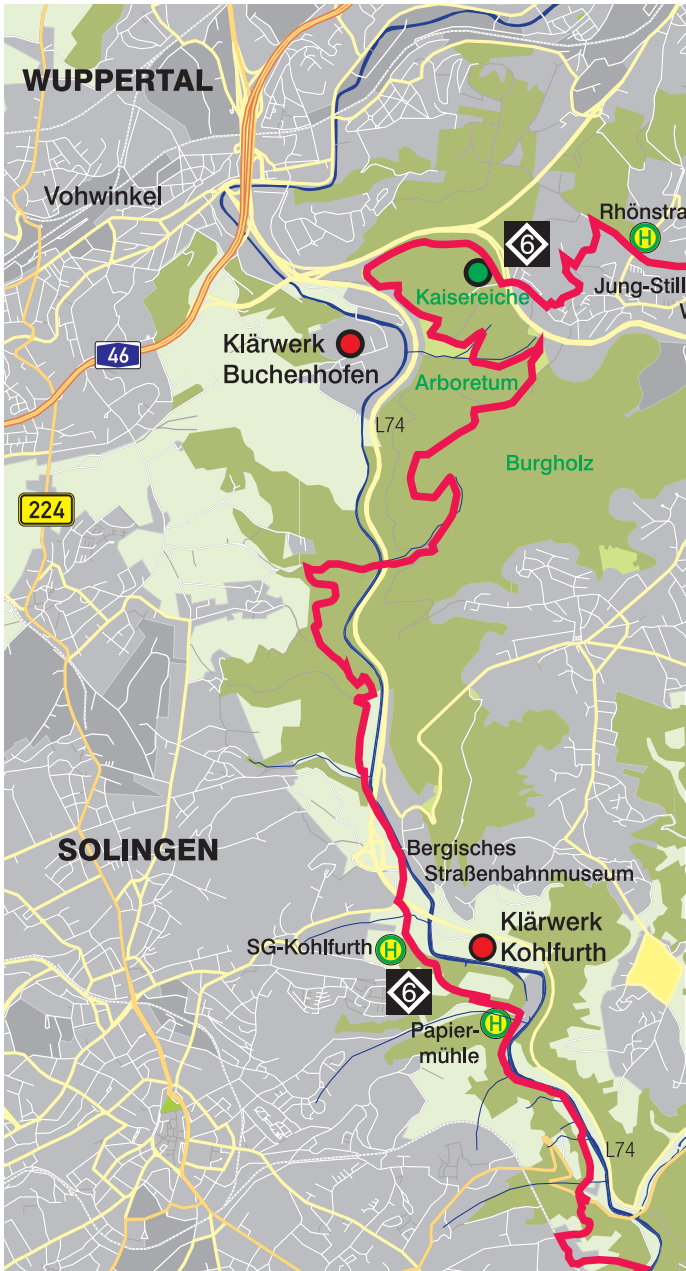 WUPPERTAL
Vohwinkel
Rhönstra
H
6
Kaisereiche
Jung-Still
Klärwerk
Buchenhofen
46
Arboretum
L74
Burgholz
224
SOLINGEN
Bergisches
Straßenbahnmuseum
Klärwerk
Kohlfurth
SG-Kohlfurth
H
6
Papier-
mühle
H
L74